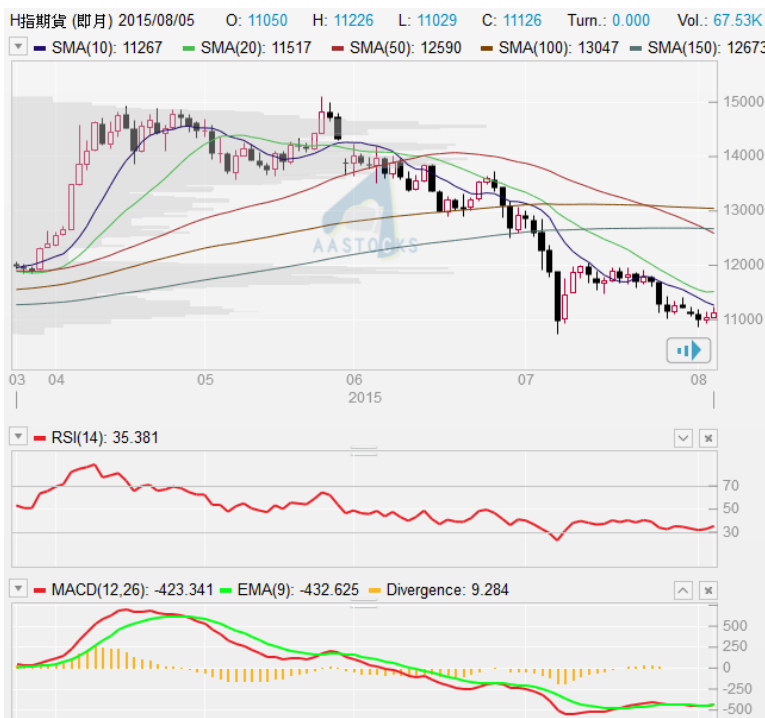 H指期貨 (即月) 2015/08/05 O: 11050 H: 11226 L: 11029 C: 11126 Turn.: 0.000 Vol.: 67.53K
SMA(10): 11267 SMA(20): 11517 SMA(50): 12590 SMA(100): 13047 SMA(150): 12673
15000
14000
13000
AASTOCKS
12000
11000
03 04 05 06 07 08
2015
RSI(14): 35.381
70
50
30
MACD(12,26): -423.341 EMA(9): -432.625 Divergence: 9.284
500
250
0
-250
-500